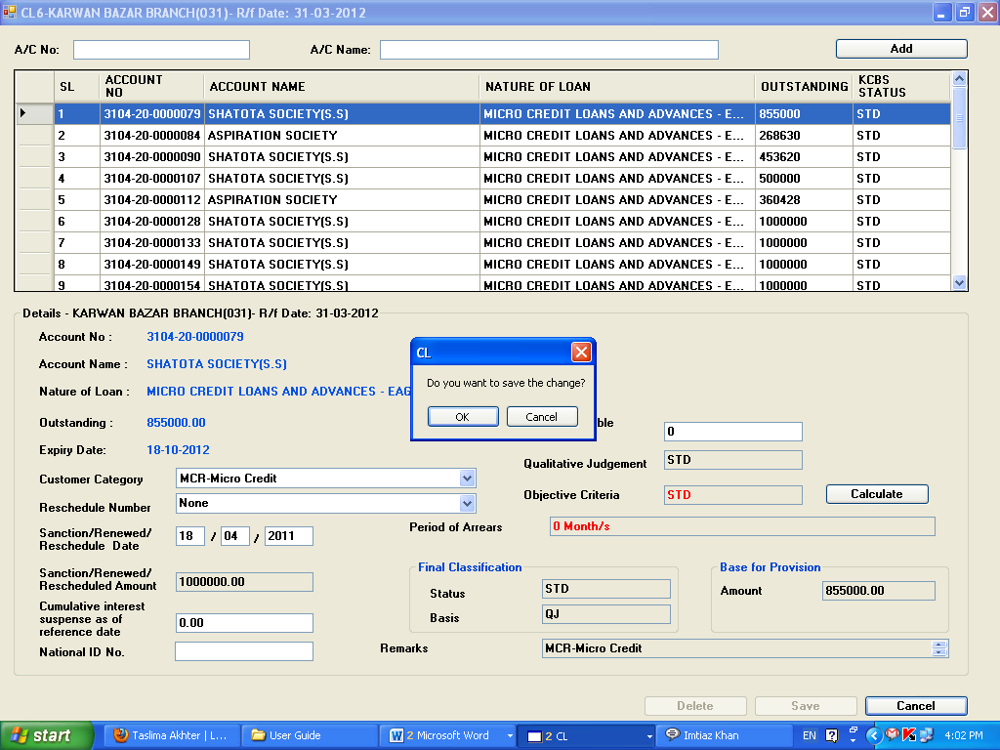 CL6-KARWAN BAZAR BRANCH(031)- R/f Date: 31-03-2012
A/C No: A/C Name: Add
SL ACCOUNT NO ACCOUNT NAME NATURE OF LOAN OUTSTANDING KCBS STATUS
1 3104-20-0000079 SHATOTA SOCIETY(S.S) MICRO CREDIT LOANS AND ADVANCES - E... 855000 STD
2 3104-20-0000084 ASPIRATION SOCIETY MICRO CREDIT LOANS AND ADVANCES - E... 268630 STD
3 3104-20-0000090 SHATOTA SOCIETY(S.S) MICRO CREDIT LOANS AND ADVANCES - E... 453620 STD
4 3104-20-0000107 SHATOTA SOCIETY(S.S) MICRO CREDIT LOANS AND ADVANCES - E... 500000 STD
5 3104-20-0000112 ASPIRATION SOCIETY MICRO CREDIT LOANS AND ADVANCES - E... 360428 STD
6 3104-20-0000128 SHATOTA SOCIETY(S.S) MICRO CREDIT LOANS AND ADVANCES - E... 1000000 STD
7 3104-20-0000133 SHATOTA SOCIETY(S.S) MICRO CREDIT LOANS AND ADVANCES - E... 1000000 STD
8 3104-20-0000149 SHATOTA SOCIETY(S.S) MICRO CREDIT LOANS AND ADVANCES - E... 1000000 STD
9 3104-20-0000154 SHATOTA SOCIETY(S.S) MICRO CREDIT LOANS AND ADVANCES - E... 1000000 STD
Details - KARWAN BAZAR BRANCH(031)- R/f Date: 31-03-2012
Account No : 3104-20-0000079
Account Name : SHATOTA SOCIETY(S.S)
Nature of Loan : MICRO CREDIT LOANS AND ADVANCES - EAG
Outstanding : 855000.00
Expiry Date: 18-10-2012
Customer Category MCR-Micro Credit
Reschedule Number None
Sanction/Renewed/
Reschedule Date
18 / 04 / 2011
Sanction/Renewed/
Rescheduled Amount
1000000.00
Cumulative interest
suspense as of
reference date
0.00
National ID No.
CL
Do you want to save the change?
OK Cancel
ble 0
Qualitative Judgement STD
Objective Criteria STD Calculate
Period of Arrears 0 Month/s
Final Classification
Status STD
Basis QJ
Base for Provision
Amount 855000.00
Remarks MCR-Micro Credit
Delete Save Cancel
start Taslima Akhter | L... User Guide 2 Microsoft Word 2 CL Imtiaz Khan EN 4:02 PM